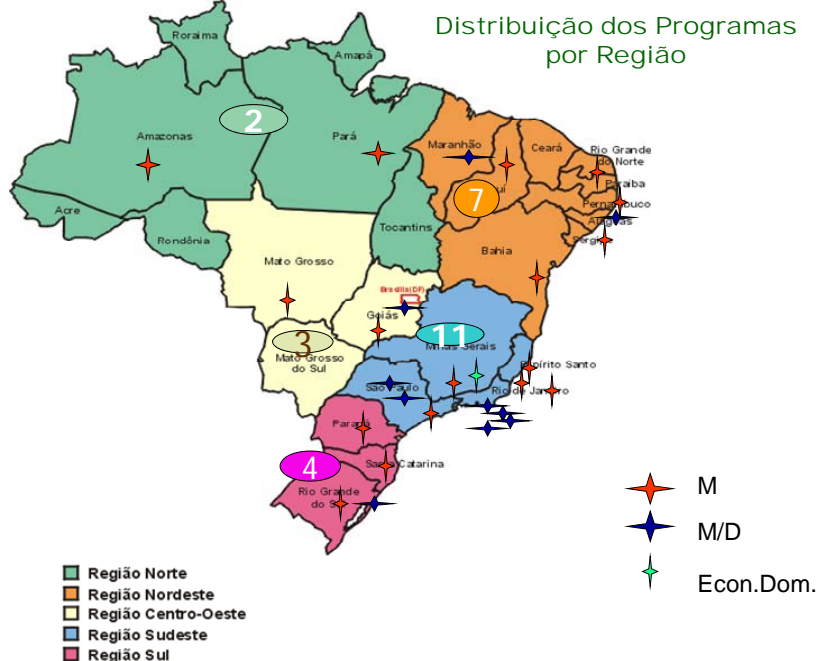 Distribuição dos Programas
por Região
Roraima
Amapá
2
Amazonas
Pará
Maranhão
Ceará
Rio Grande
do Norte
Paraiba
7
Pernambuco
Acre
Rondônia
Tocantins
Bahia
Mato Grosso
Brasília(DF)
Goiás
11
3
Mato Grosso
do Sul
Espírito Santo
São Paulo
Rio de Janeiro
Paraná
4
Santa Catarina
Rio Grande
do S
M
M/D
Econ.Dom.
Região Norte
Região Nordeste
Região Centro-Oeste
Região Sudeste
Região Sul